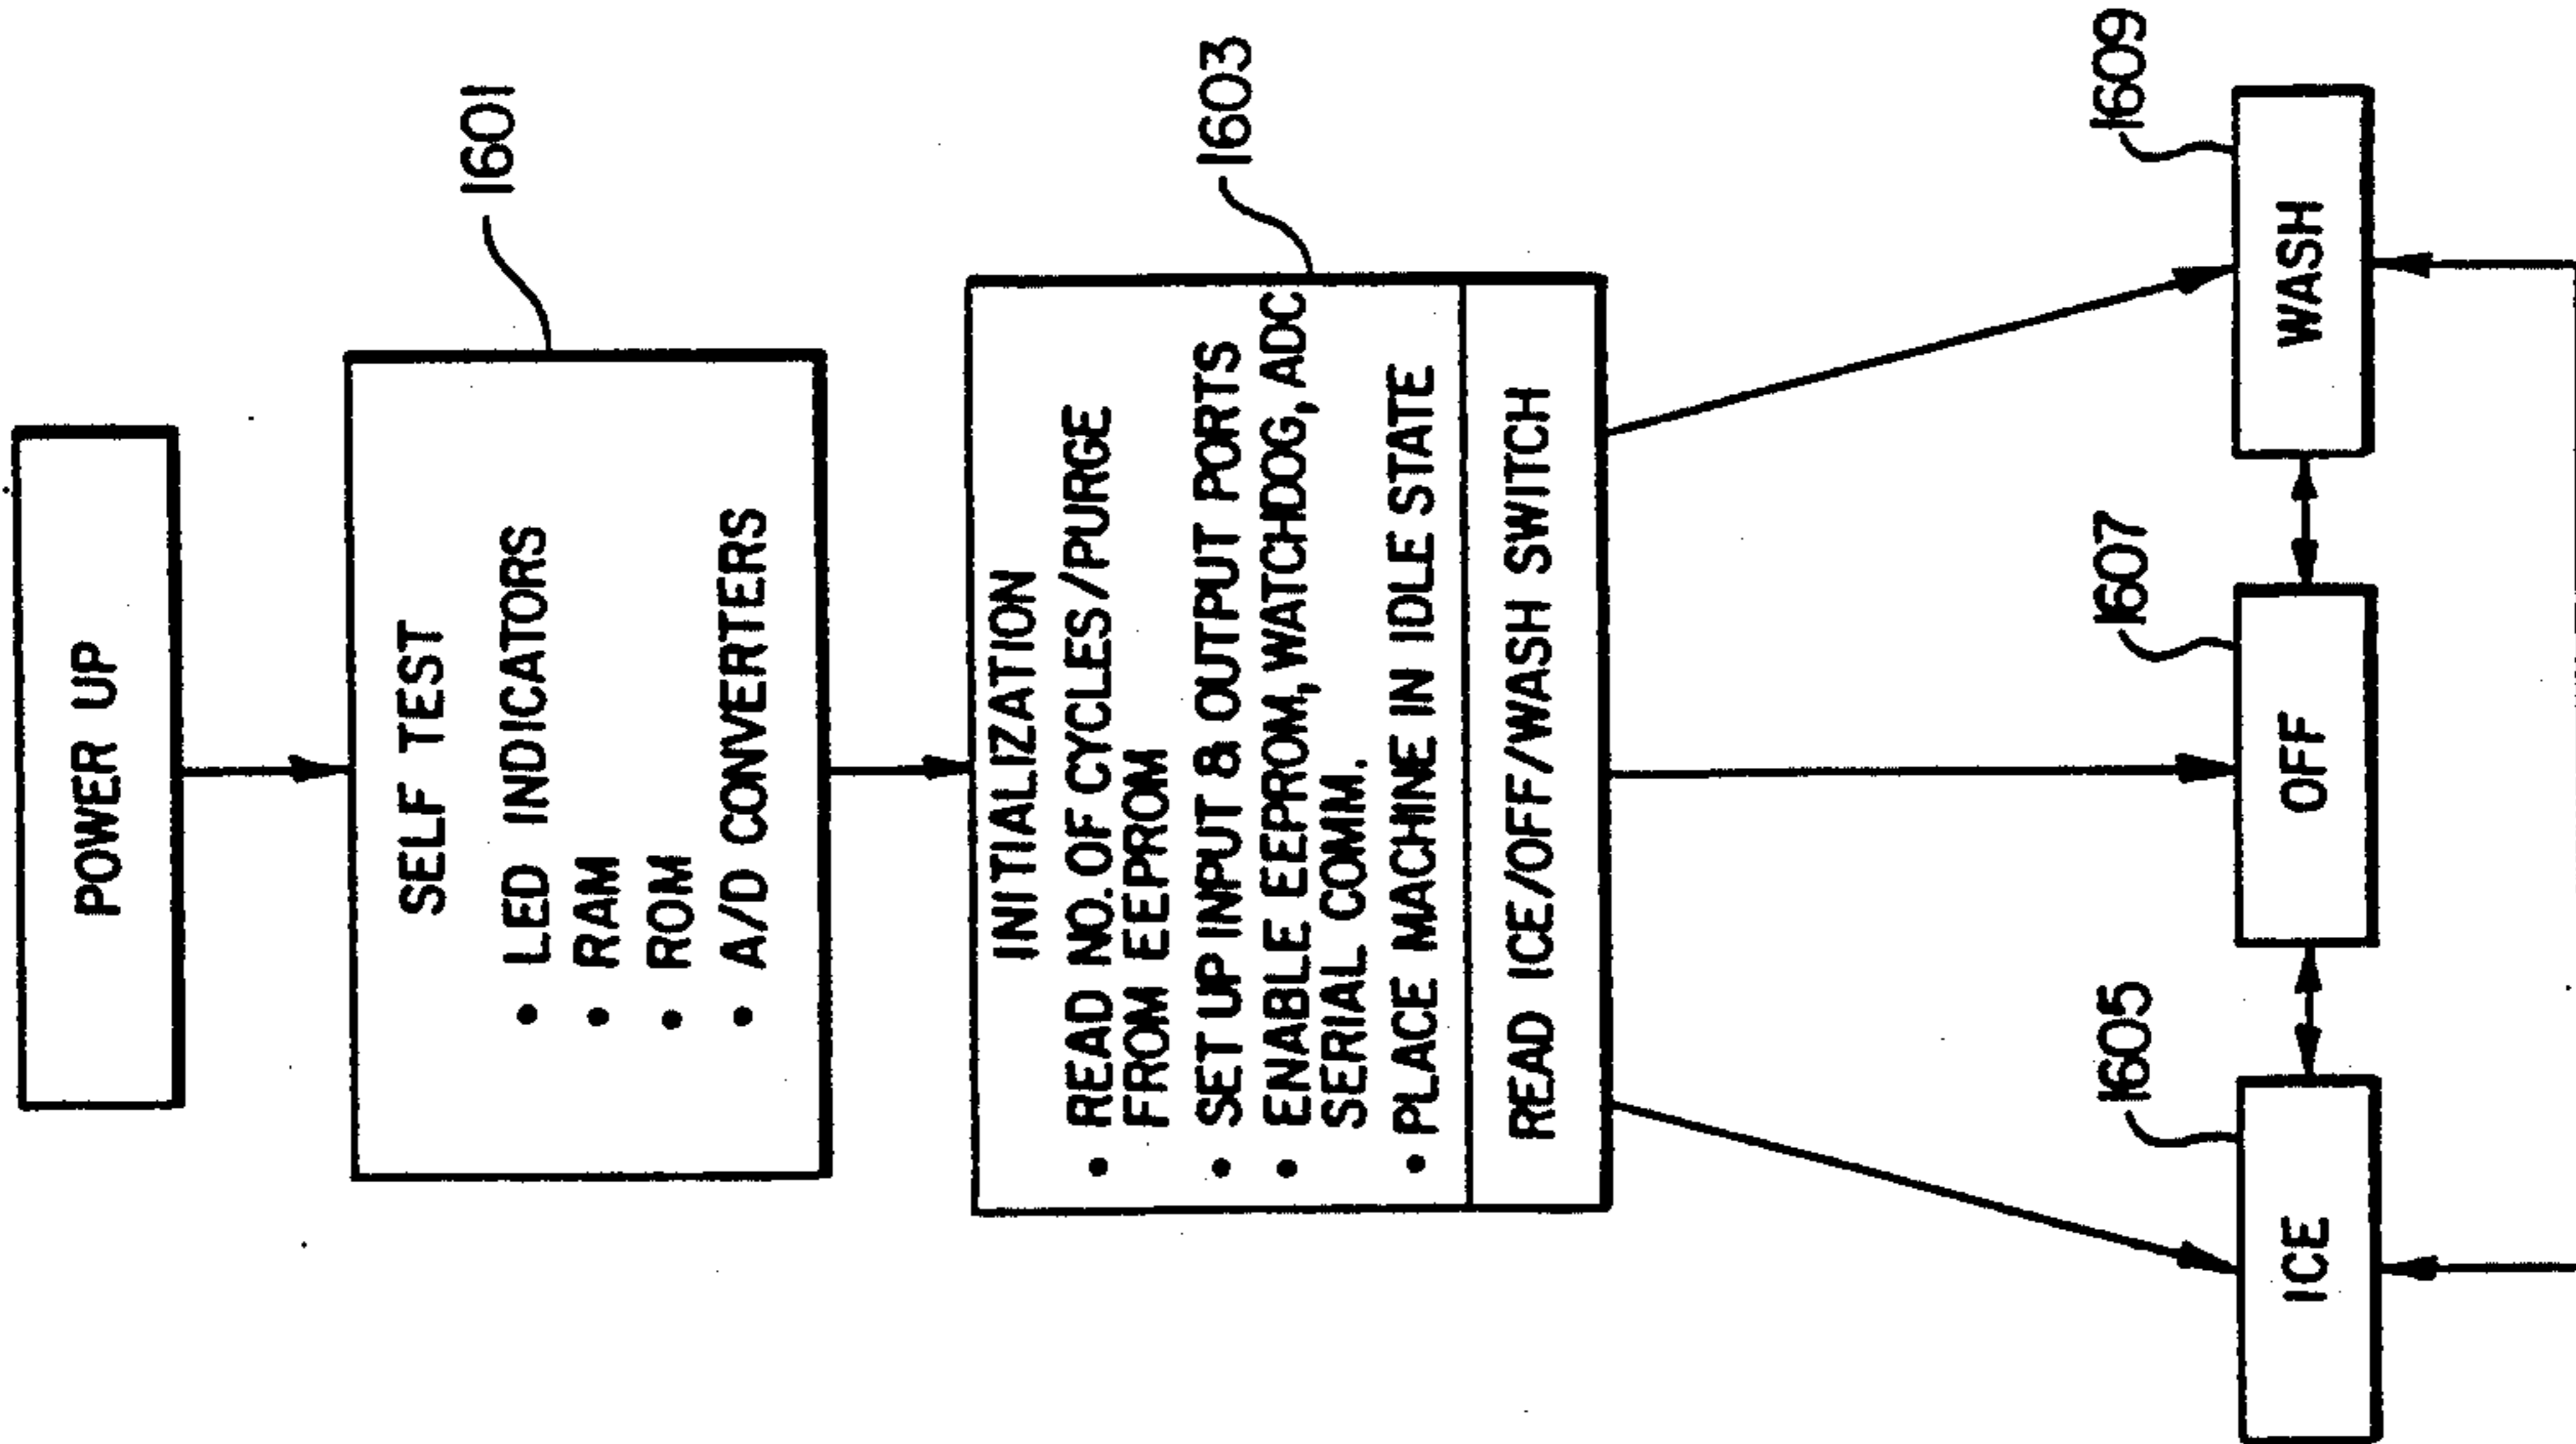 POWER UP
SELF TEST
• LED INDICATORS
• RAM
• ROM
• A/D CONVERTERS
1601
INITIALIZATION
• READ NO. OF CYCLES/PURGE
FROM EEPROM
• SET UP INPUT & OUTPUT PORTS
• ENABLE EEPROM, WATCHDOG, ADC
SERIAL COMM.
• PLACE MACHINE IN IDLE STATE
READ ICE/OFF/WASH SWITCH
1603
1605
ICE
1607
OFF
1609
WASH